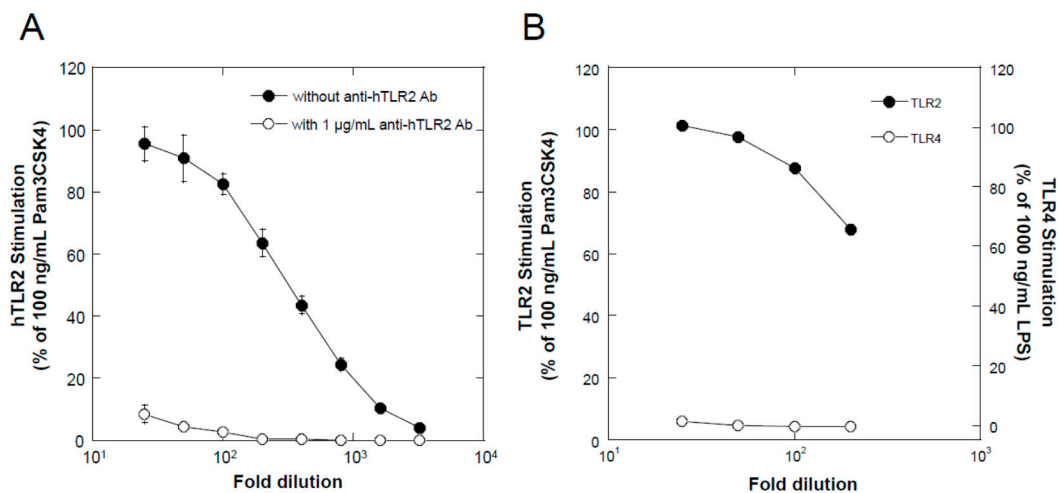 A
B
120
100
80
60
40
20
0
hTLR2 Stimulation
(% of 100 ng/mL Pam3CSK4)
without anti-hTLR2 Ab
with 1 µg/mL anti-hTLR2 Ab
10¹
10²
10³
10⁴
Fold dilution
120
100
80
60
40
20
0
TLR2 Stimulation
(% of 100 ng/mL Pam3CSK4)
TLR2
TLR4
120
100
80
60
40
20
0
TLR4 Stimulation
(% of 1000 ng/mL LPS)
10¹
10²
10³
Fold dilution